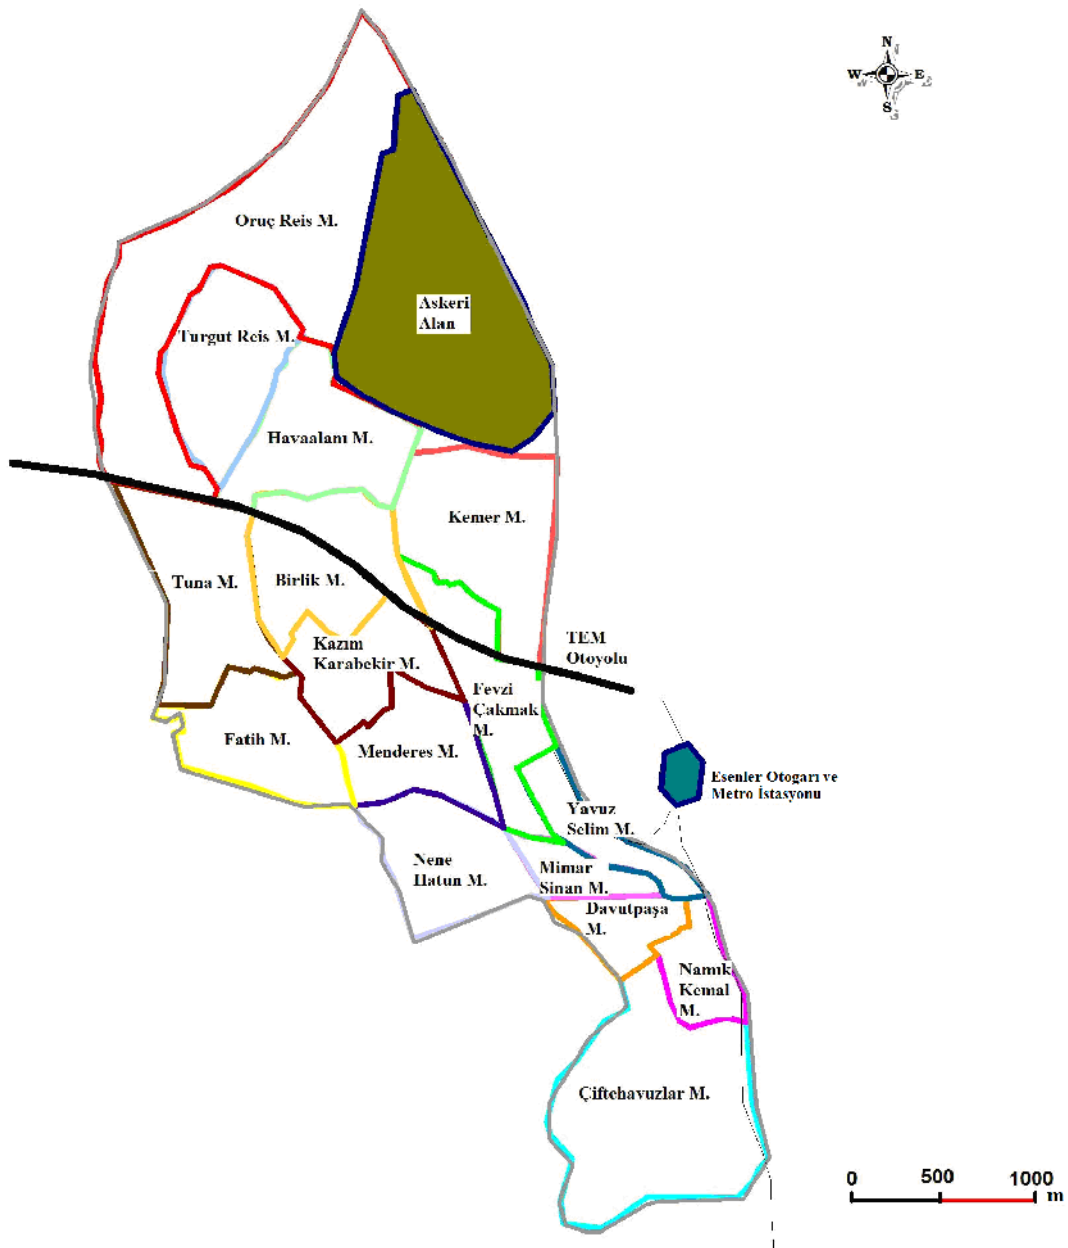 N
W E
S
Oruç Reis M.
Askeri
Alan
Turgut Reis M.
Havaalanı M.
Kemer M.
Tuna M.
Birlik M.
Kazım
Karabekir M.
TEM
Otoyolu
Fevzi
Çakmak
M.
Fatih M.
Menderes M.
Esenler Otogarı ve
Metro İstasyonu
Yavuz
Selim M.
Nene
Hatun M.
Mimar
Sinan M.
Davutpaşa
M.
Namık
Kemal
M.
Çiftehavuzlar M.
0 500 1000
m